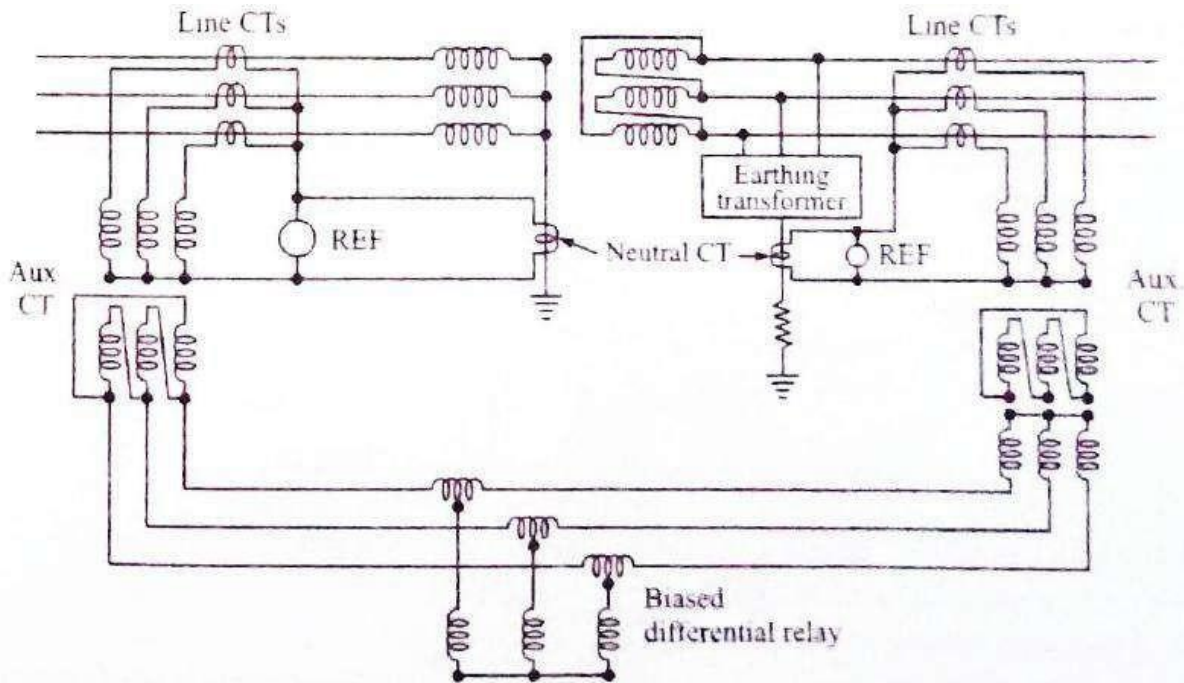 Line CTs
Line CTs
Earthing
transformer
REF
Neutral CT
REF
Aux
CT
Aux.
CT
Biased
differential relay